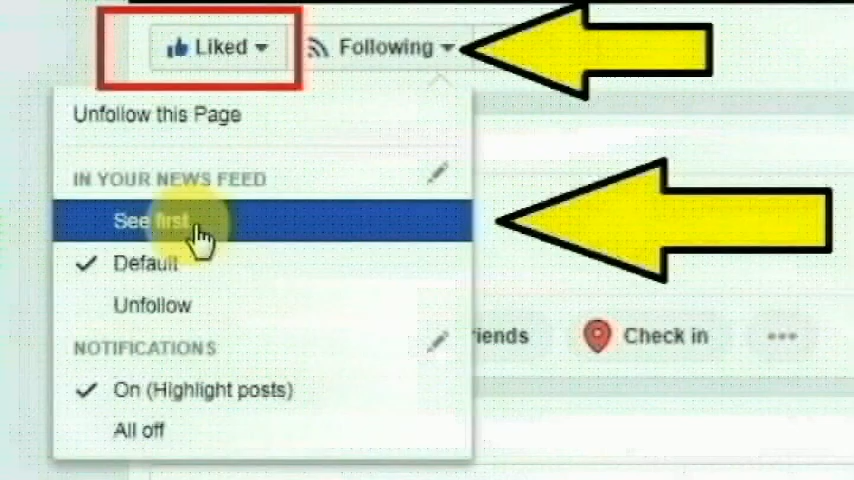 Liked Following
Unfollow this Page
IN YOUR NEWS FEED
See first
Default
Unfollow
riends Check in
NOTIFICATIONS
On (Highlight posts)
All off